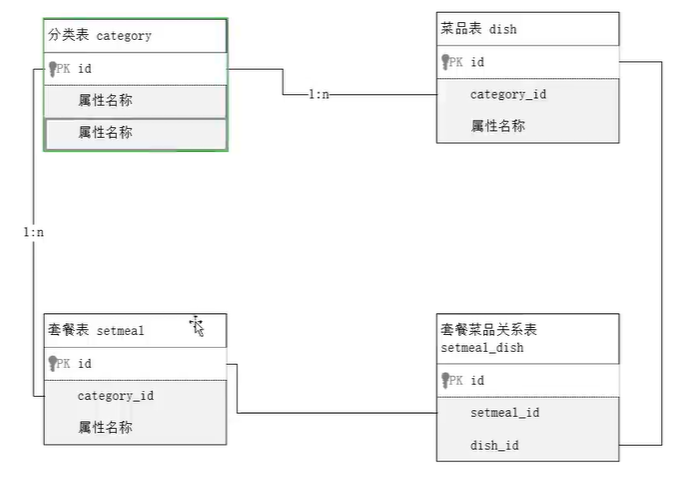 分类表 category
PK id
属性名称
属性名称
菜品表 dish
PK id
category_id
属性名称
1:n
1:n
套餐表 setmeal
PK id
category_id
属性名称
套餐菜品关系表
setmeal_dish
PK id
setmeal_id
dish_id